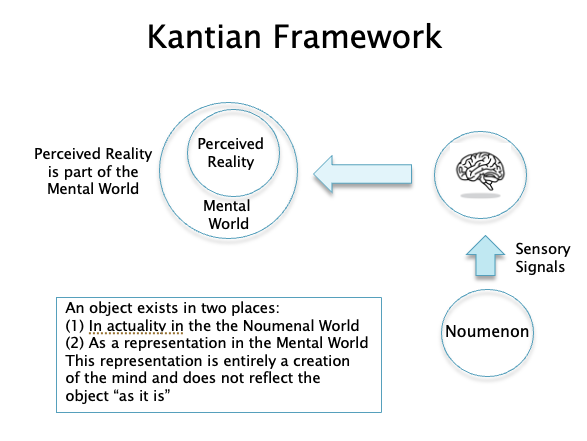 Kantian Framework
Perceived
Reality
Perceived Reality
is part of the
Mental World
Mental
World
Sensory
Signals
Noumenon
An object exists in two places:
(1) In actuality in the the Noumenal World
(2) As a representation in the Mental World
This representation is entirely a creation
of the mind and does not reflect the
object “as it is”